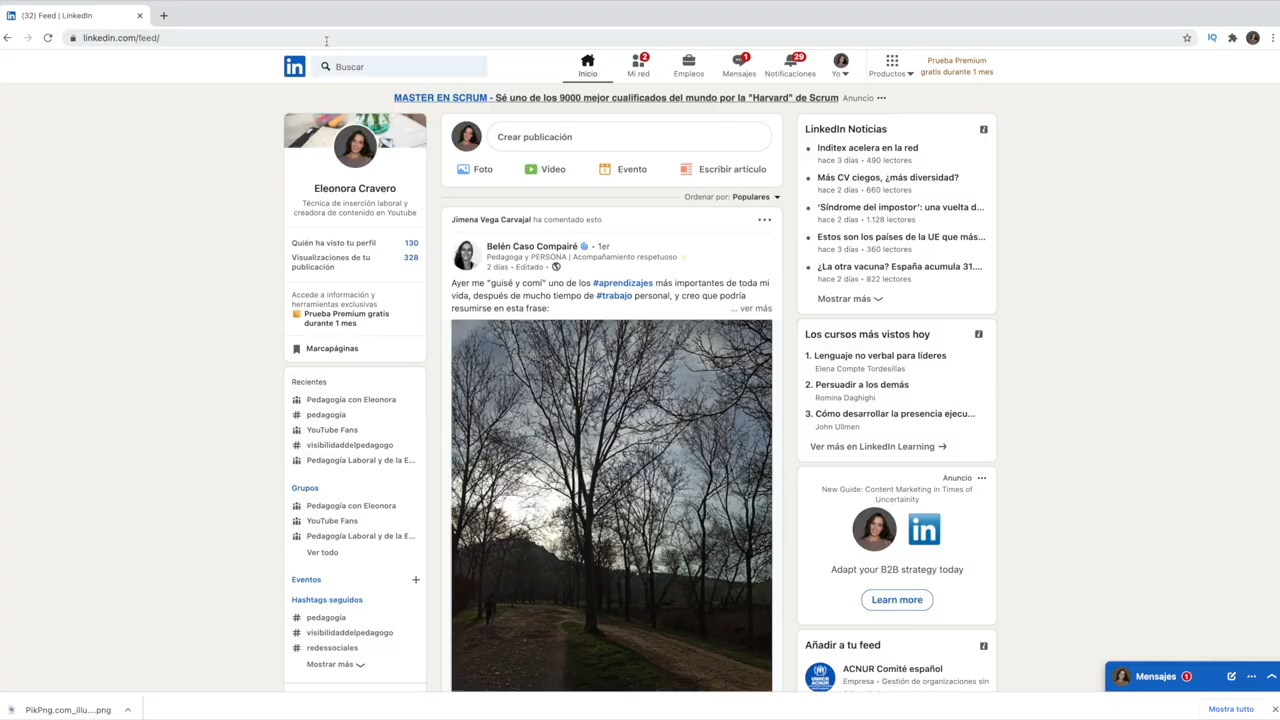 (32) Feed | LinkedIn
linkedin.com/feed/
IQ
in
Buscar
Inicio
2
Mi red
Empleos
1
Mensajes
29
Notificaciones
Yo
Productos
Prueba Premium
gratis durante 1 mes
MASTER EN SCRUM - Sé uno de los 9000 mejor cualificados del mundo por la "Harvard" de Scrum Anuncio •••
Eleonora Cravero
Técnica de inserción laboral y
creadora de contenido en Youtube
Quién ha visto tu perfil 130
Visualizaciones de tu
publicación 328
Accede a información y
herramientas exclusivas
Prueba Premium gratis
durante 1 mes
Marcapáginas
Recientes
Pedagogía con Eleonora
# pedagogía
YouTube Fans
# visibilidaddelpedagogo
Pedagogía Laboral y de la E...
Grupos
Pedagogía con Eleonora
YouTube Fans
Pedagogía Laboral y de la E...
Ver todo
Eventos +
Hashtags seguidos
# pedagogía
# visibilidaddelpedagogo
# redessociales
Mostrar más
Crear publicación
Foto
Vídeo
Evento
Escribir artículo
Ordenar por: Populares
Jimena Vega Carvajal ha comentado esto
Belén Caso Compairé • 1er
Pedagoga y PERSONA | Acompañamiento respetuoso
2 días • Editado •
Ayer me "guisé y comí" uno de los #aprendizajes más importantes de toda mi
vida, después de mucho tiempo de #trabajo personal, y creo que podría
resumirse en esta frase:
... ver más
LinkedIn Noticias
• Inditex acelera en la red
hace 3 días • 490 lectores
• Más CV ciegos, ¿más diversidad?
hace 2 días • 660 lectores
• 'Síndrome del impostor': una vuelta d...
hace 2 días • 1.128 lectores
• Estos son los países de la UE que más...
hace 3 días • 360 lectores
• ¿La otra vacuna? España acumula 31....
hace 2 días • 822 lectores
Mostrar más
Los cursos más vistos hoy
1. Lenguaje no verbal para líderes
Elena Compte Tordesillas
2. Persuadir a los demás
Romina Daghighi
3. Cómo desarrollar la presencia ejecu...
John Ullmen
Ver más en LinkedIn Learning →
Anuncio •••
New Guide: Content Marketing in Times of
Uncertainity
in
Adapt your B2B strategy today
Learn more
Añadir a tu feed
ACNUR Comité español
Empresa • Gestión de organizaciones sin
Mensajes 1
PikPng.com_illu....png
Mostra tutto